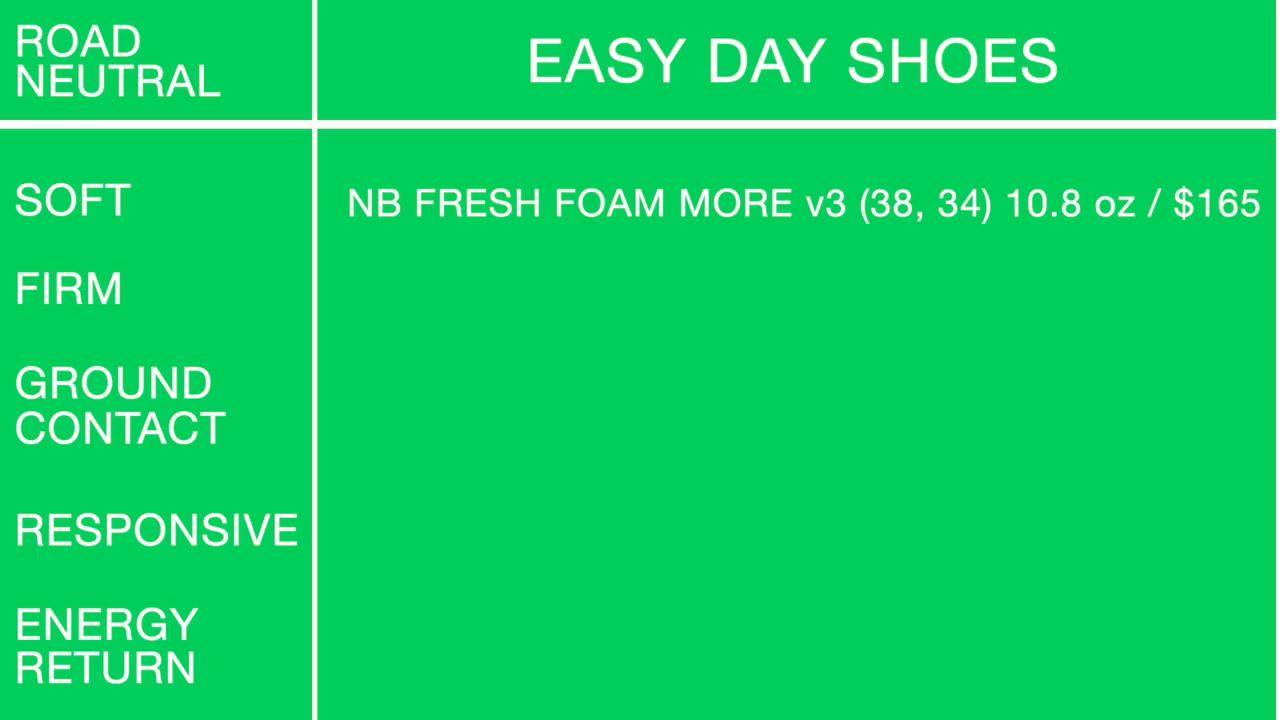 ROAD
NEUTRAL
EASY DAY SHOES
SOFT
NB FRESH FOAM MORE v3 (38, 34) 10.8 oz / $165
FIRM
GROUND
CONTACT
RESPONSIVE
ENERGY
RETURN